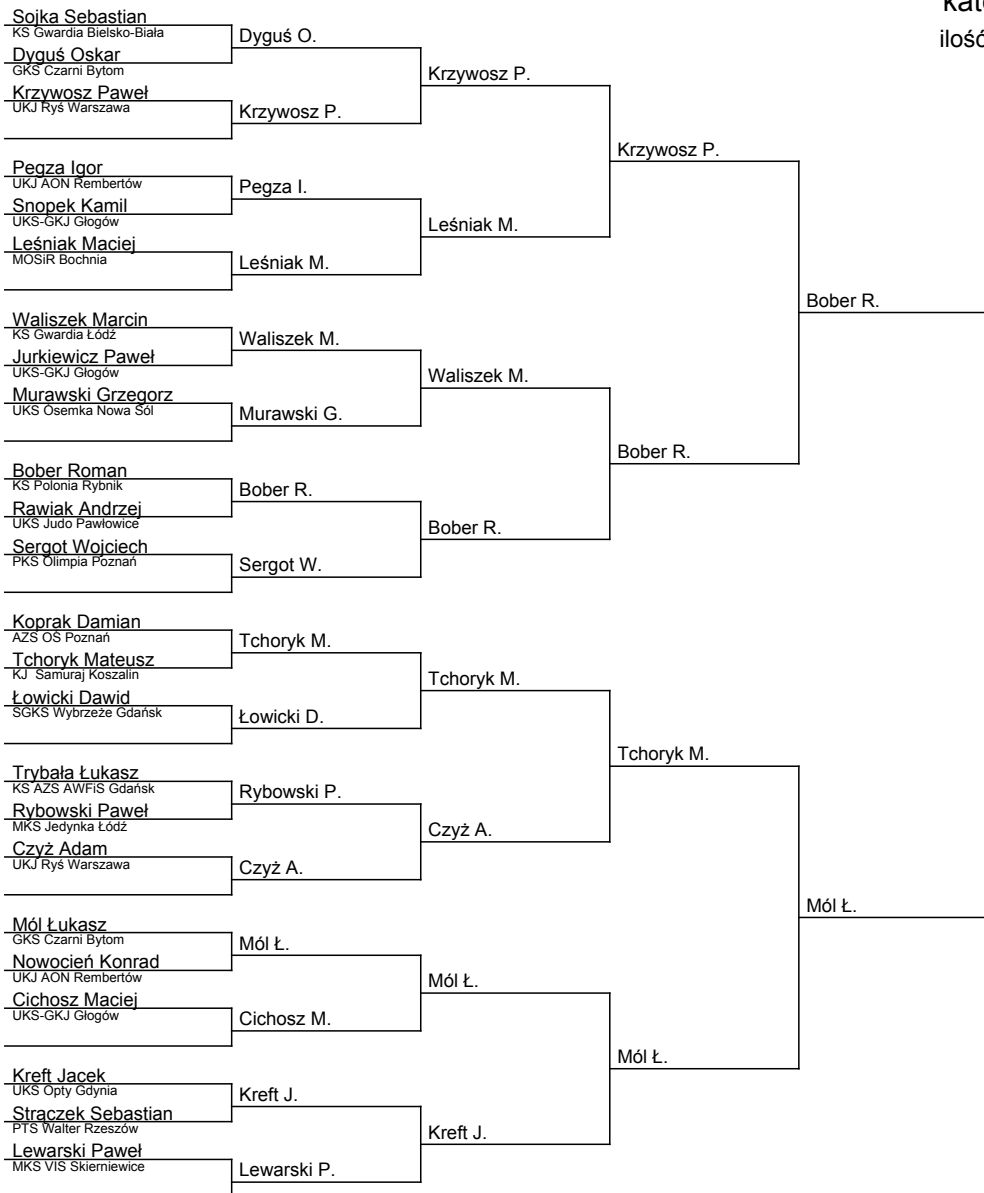 Sojka Sebastian
KS Gwardia Bielsko-Biała
Dyguś Oskar
GKS Czarni Bytom
Krzywosz Paweł
UKJ Ryś Warszawa
Pegza Igor
UKJ AON Rembertów
Snopek Kamil
UKS-GKJ Głogów
Leśniak Maciej
MOSiR Bochnia
Waliszek Marcin
KS Gwardia Łódź
Jurkiewicz Paweł
UKS-GKJ Głogów
Murawski Grzegorz
UKS Ósemka Nowa Sól
Bober Roman
KS Polonia Rybnik
Rawiak Andrzej
UKS Judo Pawłowice
Sergot Wojciech
PKS Olimpia Poznań
Koprak Damian
AZS OŚ Poznań
Tchoryk Mateusz
KJ Samuraj Koszalin
Łowicki Dawid
SGKS Wybrzeże Gdańsk
Trybała Łukasz
KS AZS AWFiS Gdańsk
Rybowski Paweł
MKS Jedynka Łódź
Czyż Adam
UKJ Ryś Warszawa
Mól Łukasz
GKS Czarni Bytom
Nowocień Konrad
UKJ AON Rembertów
Cichosz Maciej
UKS-GKJ Głogów
Kreft Jacek
UKS Opty Gdynia
Strączek Sebastian
PTS Walter Rzeszów
Lewarski Paweł
MKS VIS Skierniewice
Dyguś O.
Krzywosz P.
Pegza I.
Leśniak M.
Waliszek M.
Murawski G.
Bober R.
Sergot W.
Tchoryk M.
Łowicki D.
Rybowski P.
Czyż A.
Mól Ł.
Cichosz M.
Kreft J.
Lewarski P.
Krzywosz P.
Leśniak M.
Waliszek M.
Bober R.
Tchoryk M.
Czyż A.
Mól Ł.
Kreft J.
Krzywosz P.
Bober R.
Tchoryk M.
Mól Ł.
Bober R.
Mól Ł.
ilość